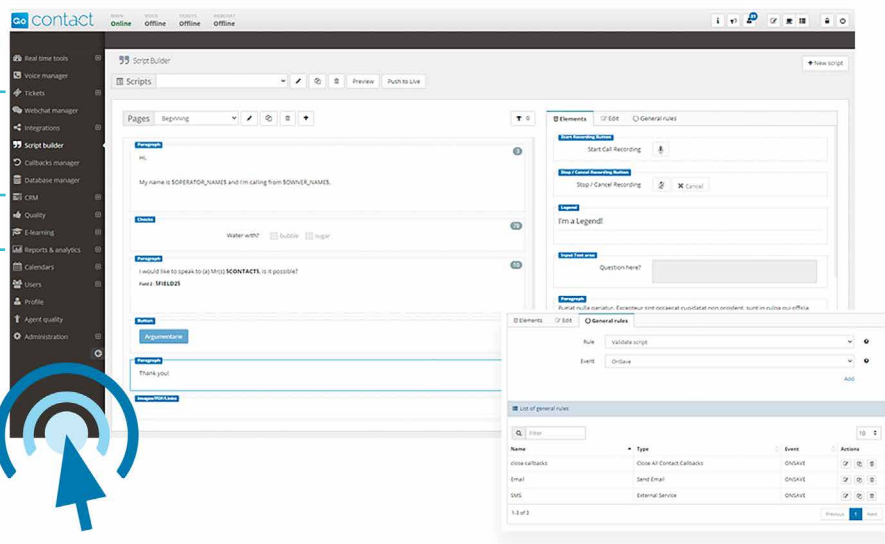 Go contact
MAIN VOICE TICKETS WEBCHAT
Online Offline Offline Offline
Real time tools
Voice manager
Tickets
Webchat manager
Integrations
Script builder
Callbacks manager
Database manager
CRM
Quality
E-learning
Reports & analytics
Calendars
Users
Profile
Agent quality
Administration
Script Builder
New script
Scripts
Preview
Push to Live
Pages
Beginning
0
Paragraph
Hi,
My name is $OPERATOR_NAME$ and I'm calling from $OWNER_NAME$.
Checks
Water with? bubble sugar
Paragraph
I would like to speak to (a) Mr(s) $CONTACT$, is it possible?
Field 2: $FIELD2$
Button
Argumentaire
Paragraph
Thank you!
Images/PDF/Links
Elements Edit General rules
Start Recording Button
Start Call Recording
Stop / Cancel Recording Button
Stop / Cancel Recording Cancel
Legend
I'm a Legend!
Input Text area
Question here?
Paragraph
Elements Edit General rules
Rule Validate script
Event OnSave
Add
List of general rules
Filter
10
Name Type Event Actions
close callbacks Close All Contact Callbacks ONSAVE
Email Send Email ONSAVE
SMS External Service ONSAVE
1-3 of 3
Previous 1 Next